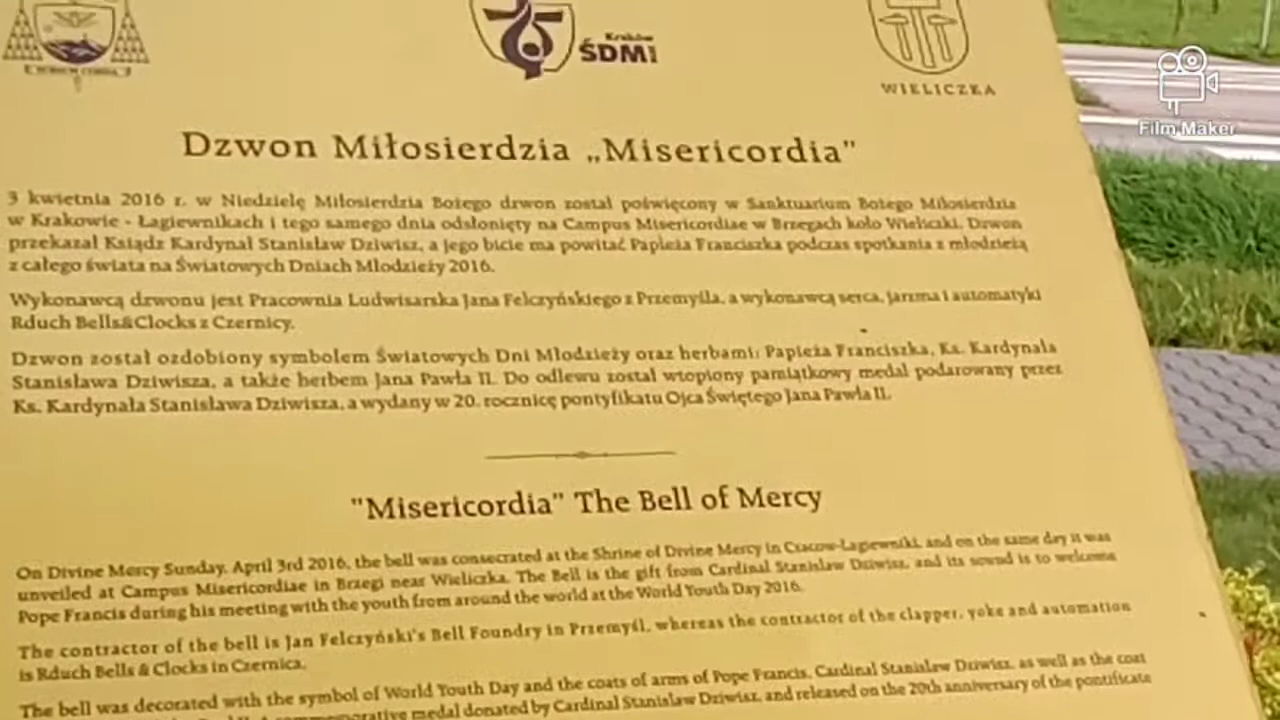 Kraków
ŚDM
WIELICZKA
Film Maker
Dzwon Miłosierdzia „Misericordia"
3 kwietnia 2016 r. w Niedzielę Miłosierdzia Bożego dzwon został poświęcony w Sanktuarium Bożego Miłosierdzia
w Krakowie - Łagiewnikach i tego samego dnia odsłonięty na Campus Misericordiae w Brzegach koło Wieliczki. Dzwon
przekazał Ksiądz Kardynał Stanisław Dziwisz, a jego bicie ma powitać Papieża Franciszka podczas spotkania z młodzieżą
z całego świata na Światowych Dniach Młodzieży 2016.
Wykonawcą dzwonu jest Pracownia Ludwisarska Jana Felczyńskiego z Przemyśla, a wykonawcą serca, jarzma i automatyki
Rduch Bells&Clocks z Czernicy.
Dzwon został ozdobiony symbolem Światowych Dni Młodzieży oraz herbami: Papieża Franciszka, Ks. Kardynała
Stanisława Dziwisza, a także herbem Jana Pawła II. Do odlewu został wtopiony pamiątkowy medal podarowany przez
Ks. Kardynała Stanisława Dziwisza, a wydany w 20. rocznicę pontyfikatu Ojca Świętego Jana Pawła II.
"Misericordia" The Bell of Mercy
On Divine Mercy Sunday, April 3rd 2016, the bell was consecrated at the Shrine of Divine Mercy in Cracow-Łagiewniki, and on the same day it was
unveiled at Campus Misericordiae in Brzegi near Wieliczka. The Bell is the gift from Cardinal Stanislaw Dziwisz, and its sound is to welcome
Pope Francis during his meeting with the youth from around the world at the World Youth Day 2016.
The contractor of the bell is Jan Felczyński's Bell Foundry in Przemyśl, whereas the contractor of the clapper, yoke and automation
is Rduch Bells & Clocks in Czernica.
The bell was decorated with the symbol of World Youth Day and the coats of arms of Pope Francis, Cardinal Stanislaw Dziwisz, as well as the coat
commemorative medal donated by Cardinal Stanislaw Dziwisz, and released on the 20th anniversary of the pontificate